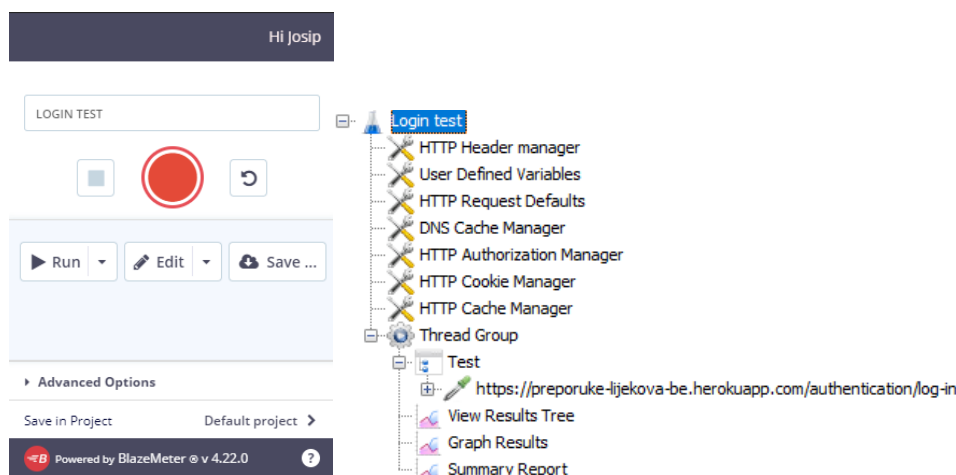 Hi Josip
LOGIN TEST
Run
Edit
Save ...
Advanced Options
Save in Project
Default project
B Powered by BlazeMeter ® v 4.22.0
?
Login test
HTTP Header manager
User Defined Variables
HTTP Request Defaults
DNS Cache Manager
HTTP Authorization Manager
HTTP Cookie Manager
HTTP Cache Manager
Thread Group
Test
https://preporuke-lijekova-be.herokuapp.com/authentication/log-in
View Results Tree
Graph Results
Summary Report